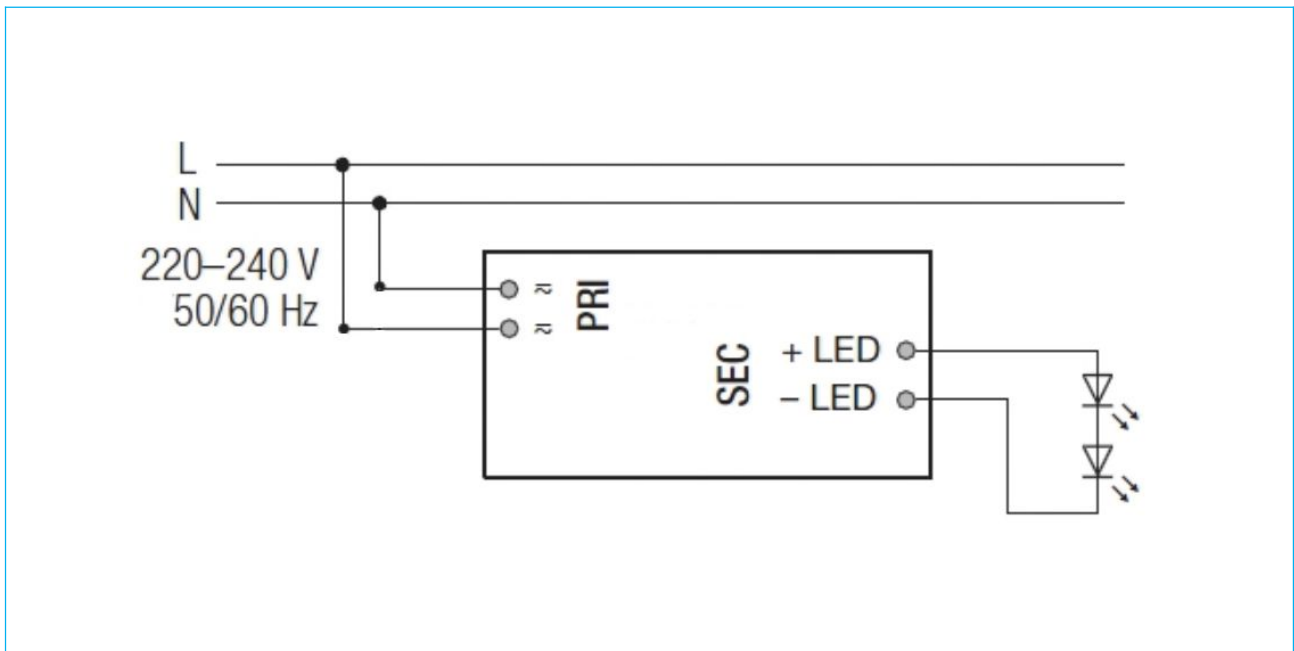 L
N
220–240 V
50/60 Hz
≂
PRI
≂
SEC
+ LED
– LED